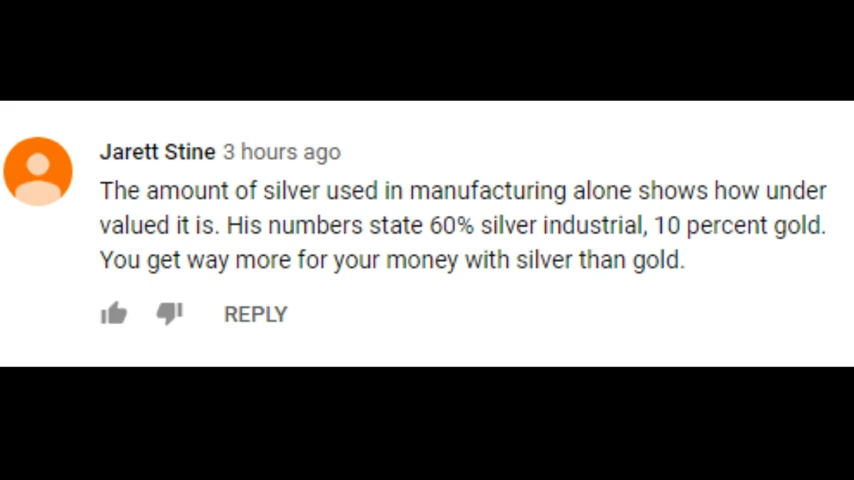 Jarett Stine 3 hours ago
The amount of silver used in manufacturing alone shows how under
valued it is. His numbers state 60% silver industrial, 10 percent gold.
You get way more for your money with silver than gold.
REPLY